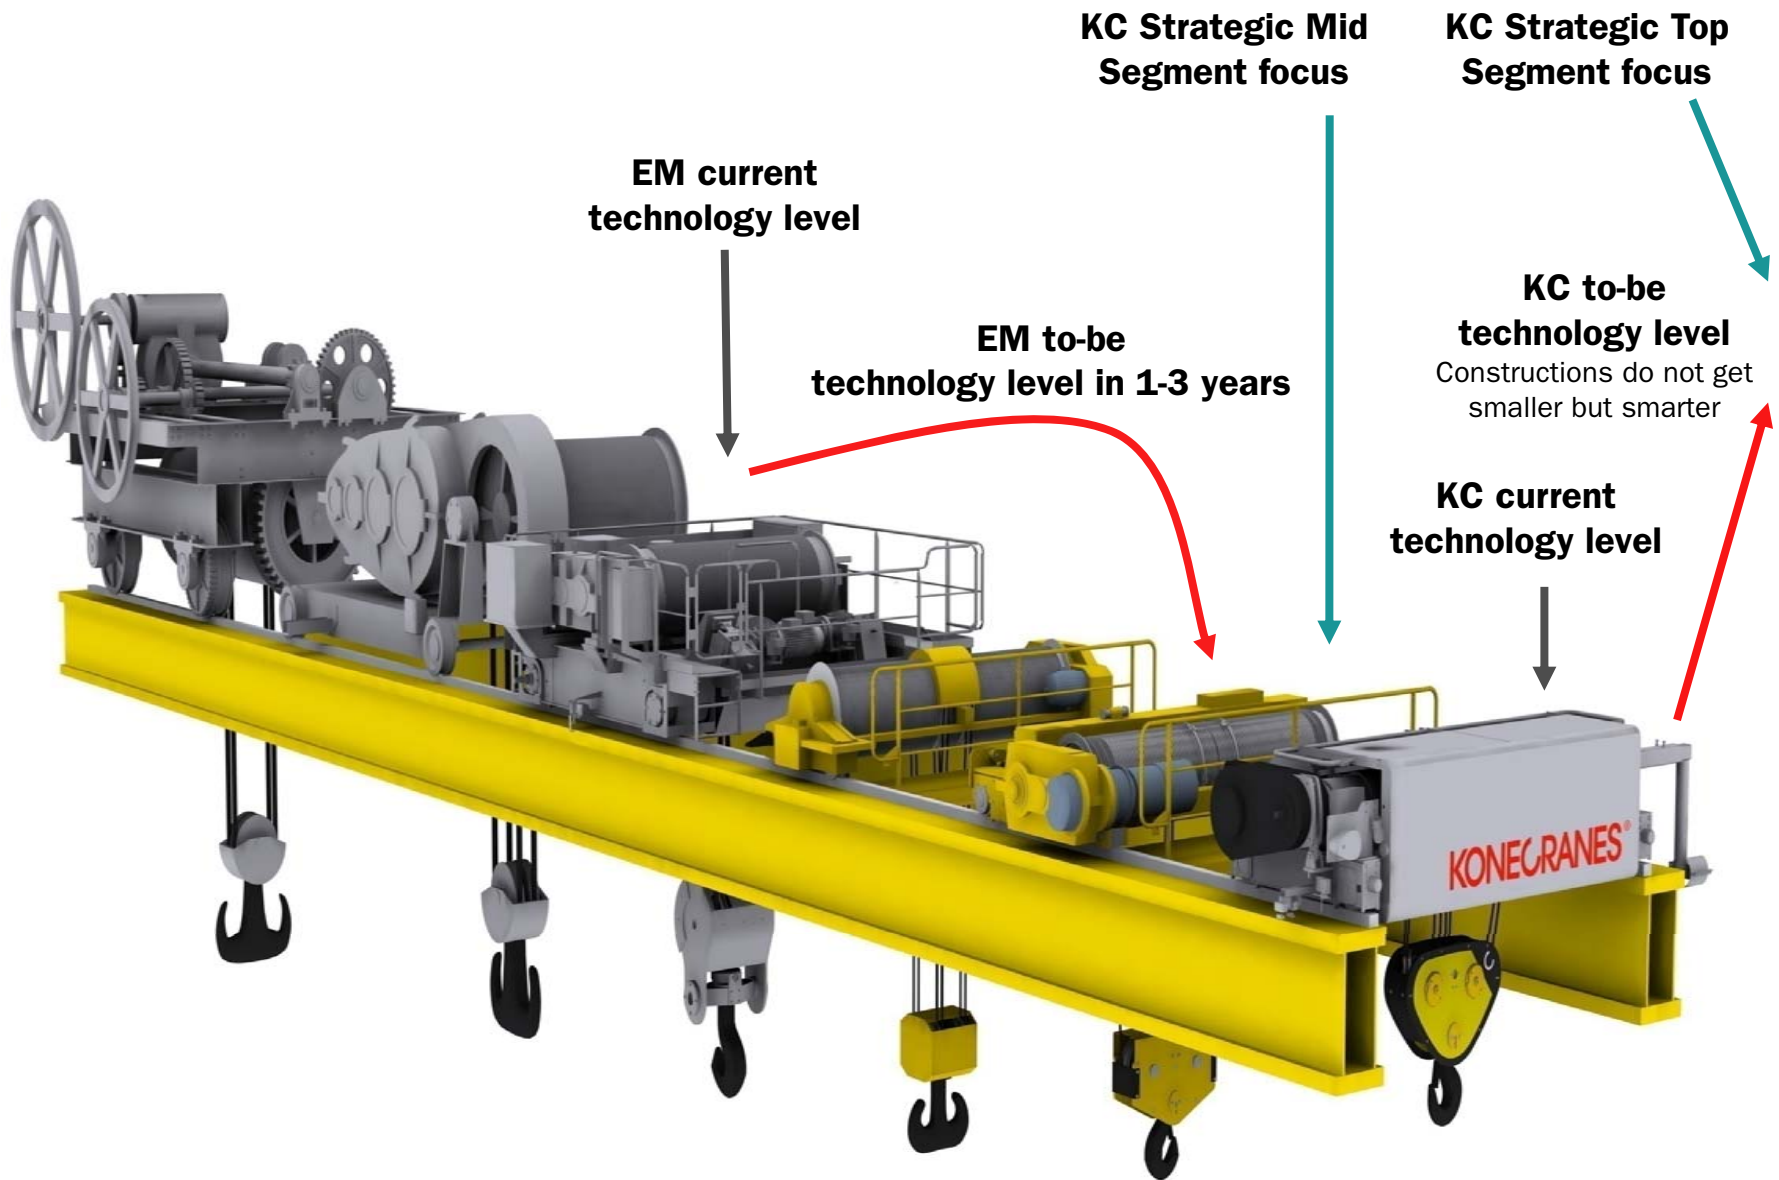 KC Strategic Mid
Segment focus
KC Strategic Top
Segment focus
EM current
technology level
EM to-be
technology level in 1-3 years
KC to-be
technology level
Constructions do not get
smaller but smarter
KC current
technology level
KONECRANES®